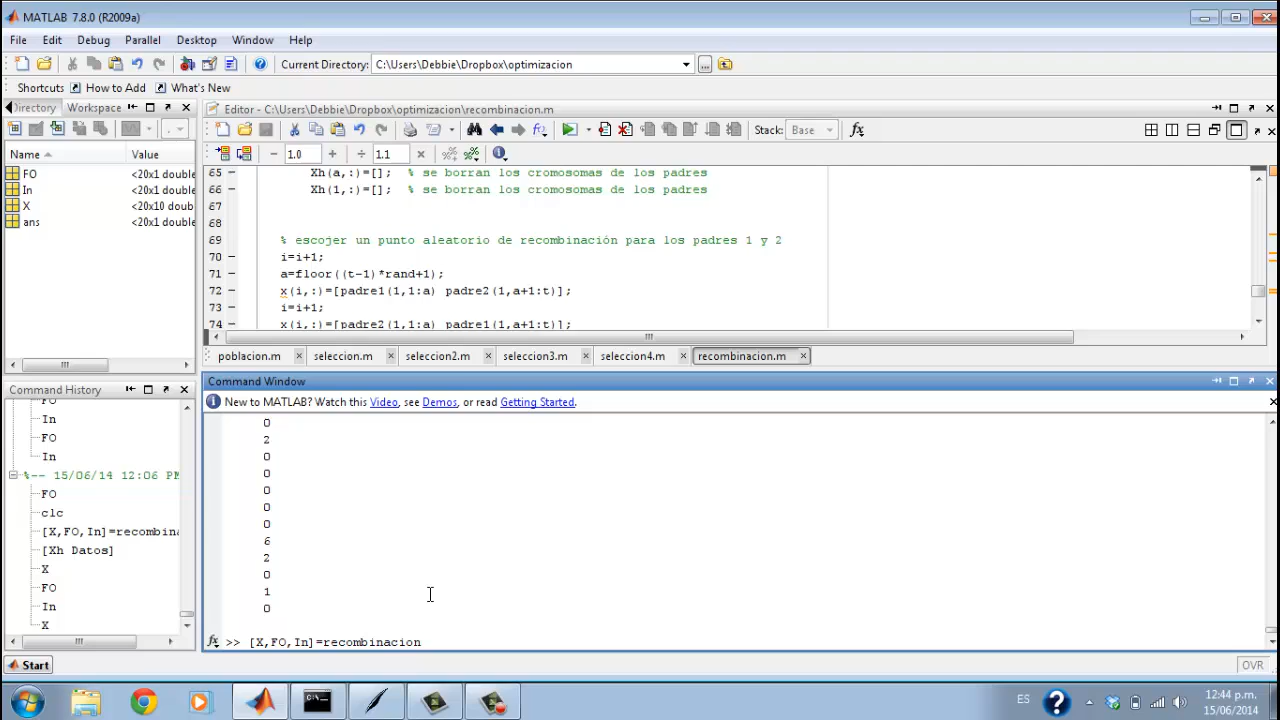 MATLAB 7.8.0 (R2009a)
File Edit Debug Parallel Desktop Window Help
Current Directory: C:\Users\Debbie\Dropbox\optimizacion
Shortcuts How to Add What's New
Directory Workspace
Name Value
FO <20x1 double
In <20x1 double
X <20x10 doub
ans <20x1 double
Editor - C:\Users\Debbie\Dropbox\optimizacion\recombinacion.m
Stack: Base
1.0 1.1
65 Xh(a,:)=[]; % se borran los cromosomas de los padres
66 Xh(1,:)=[]; % se borran los cromosomas de los padres
67
68
69 % escojer un punto aleatorio de recombinación para los padres 1 y 2
70 i=i+1;
71 a=floor((t-1)*rand+1);
72 x(i,:)=[padre1(1,1:a) padre2(1,a+1:t)];
73 i=i+1;
74 x(i,:)=[padre2(1,1:a) padre1(1,a+1:t)];
poblacion.m seleccion.m seleccion2.m seleccion3.m seleccion4.m recombinacion.m
Command History
FO
In
FO
In
%-- 15/06/14 12:06 PM
FO
clc
[X,FO,In]=recombina
[Xh Datos]
X
FO
In
X
Command Window
New to MATLAB? Watch this Video, see Demos, or read Getting Started.
0
2
0
0
0
0
0
6
2
0
1
0
>> [X,FO,In]=recombinacion
Start
OVR
ES
12:44 p.m.
15/06/2014